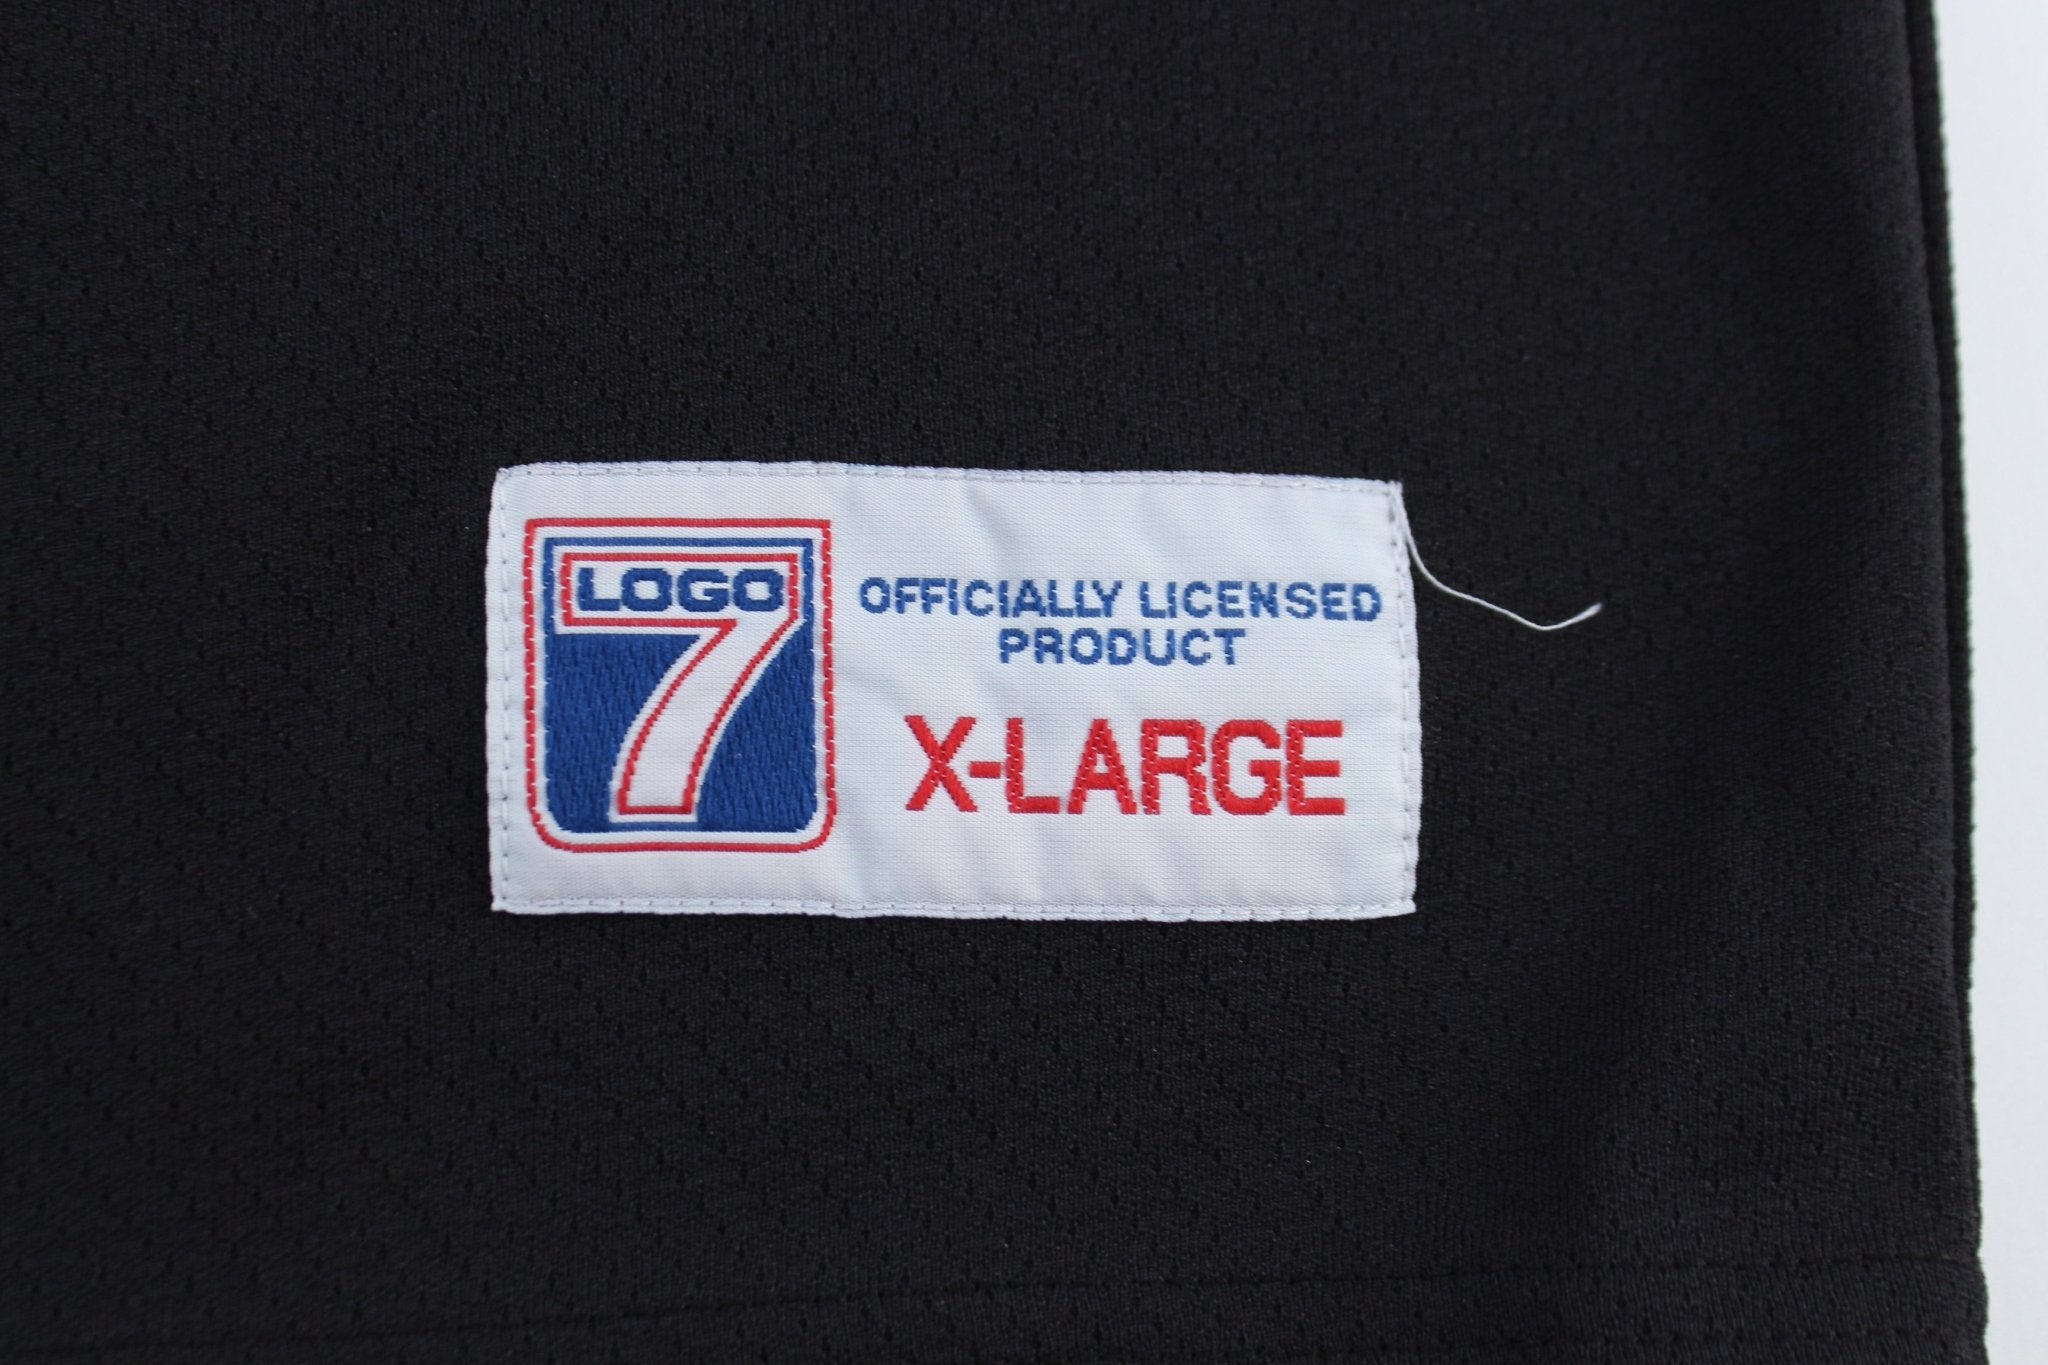 LOGO
7
OFFICIALLY LICENSED
PRODUCT
X-LARGE